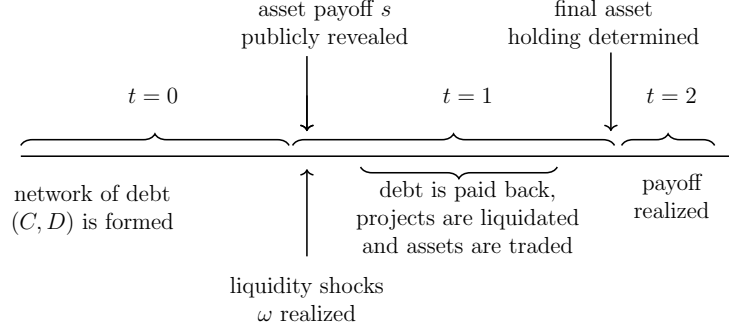 asset payoff s
publicly revealed
final asset
holding determined
t = 0
t = 1
t = 2
network of debt
(C, D) is formed
debt is paid back,
projects are liquidated
and assets are traded
payoff
realized
liquidity shocks
ω realized